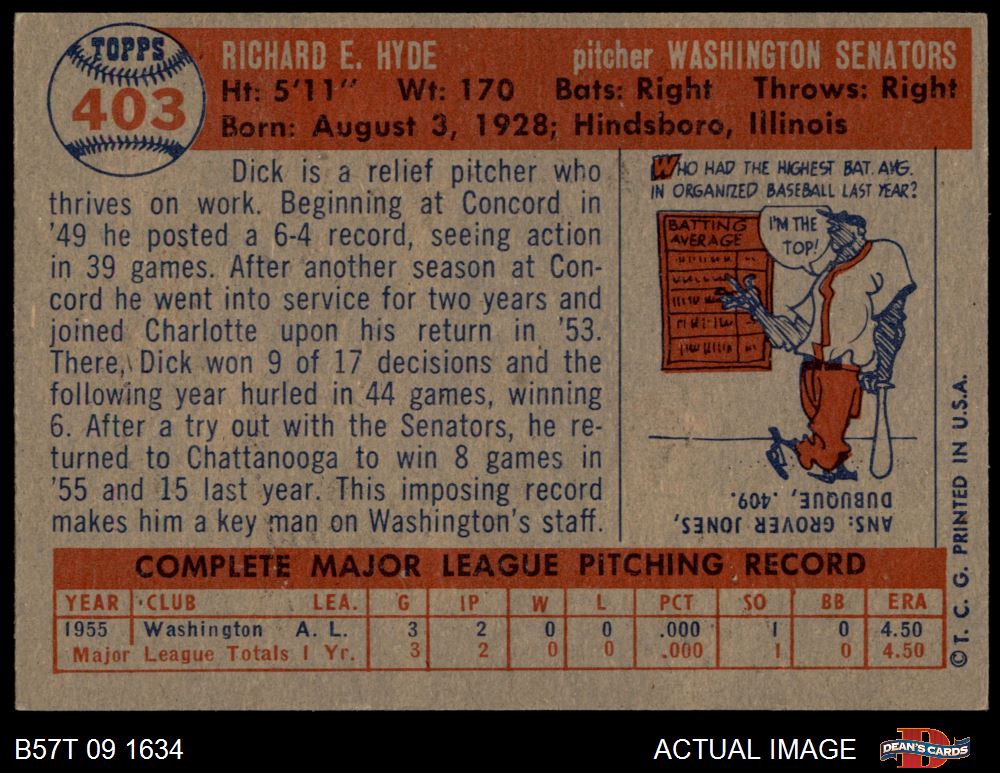 TOPPS
403
RICHARD E. HYDE pitcher WASHINGTON SENATORS
Ht: 5'11" Wt: 170 Bats: Right Throws: Right
Born: August 3, 1928; Hindsboro, Illinois
Dick is a relief pitcher who
thrives on work. Beginning at Concord in
'49 he posted a 6-4 record, seeing action
in 39 games. After another season at Con-
cord he went into service for two years and
joined Charlotte upon his return in '53.
There, Dick won 9 of 17 decisions and the
following year hurled in 44 games, winning
6. After a try out with the Senators, he re-
turned to Chattanooga to win 8 games in
'55 and 15 last year. This imposing record
makes him a key man on Washington's staff.
WHO HAD THE HIGHEST BAT. AVG.
IN ORGANIZED BASEBALL LAST YEAR?
BATTING
AVERAGE
I'M THE
TOP!
ANS: GROVER JONES,
DUBUQUE, .409.
© T. C. G. PRINTED IN U.S.A.
COMPLETE MAJOR LEAGUE PITCHING RECORD
YEAR CLUB LEA. G IP W L PCT SO BB ERA
1955 Washington A. L. 3 2 0 0 .000 1 0 4.50
Major League Totals 1 Yr. 3 2 0 0 .000 1 0 4.50
B57T 09 1634 ACTUAL IMAGE DEAN'S CARDS